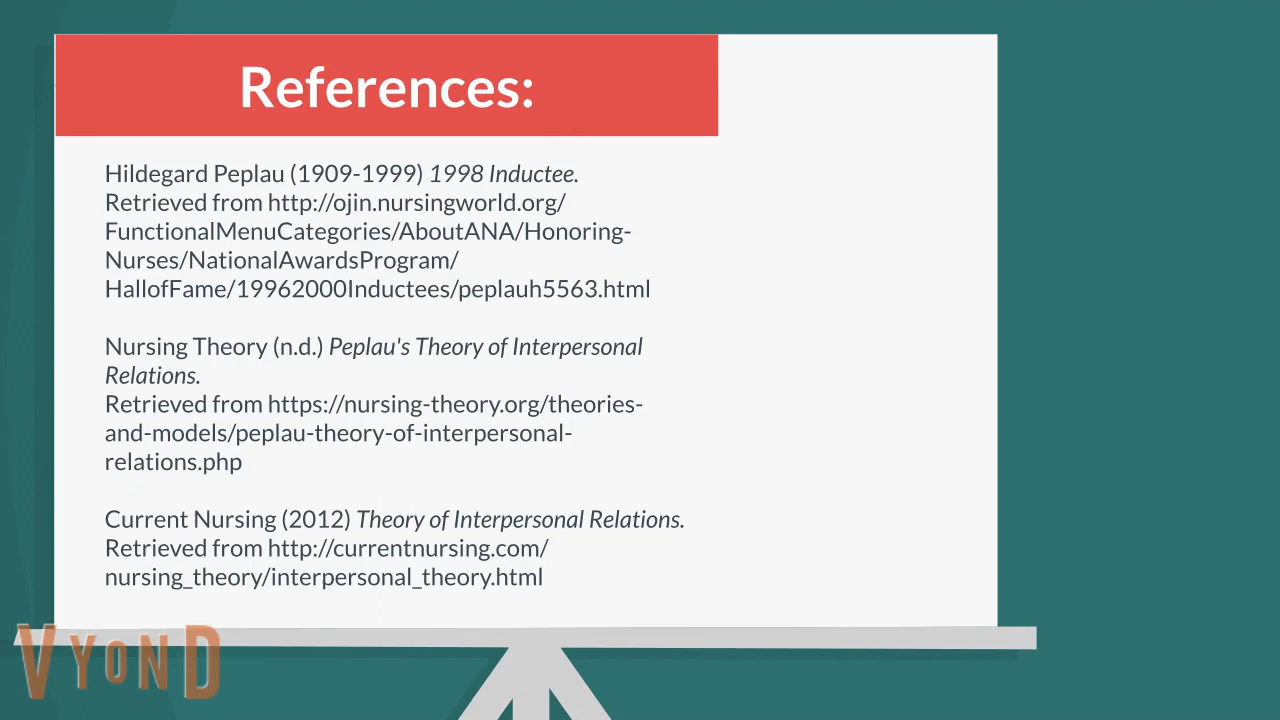 References:
Hildegard Peplau (1909-1999) 1998 Inductee.
Retrieved from http://ojin.nursingworld.org/
FunctionalMenuCategories/AboutANA/Honoring-
Nurses/NationalAwardsProgram/
HallofFame/19962000Inductees/peplauh5563.html
Nursing Theory (n.d.) Peplau's Theory of Interpersonal
Relations.
Retrieved from https://nursing-theory.org/theories-
and-models/peplau-theory-of-interpersonal-
relations.php
Current Nursing (2012) Theory of Interpersonal Relations.
Retrieved from http://currentnursing.com/
nursing_theory/interpersonal_theory.html
VYOND